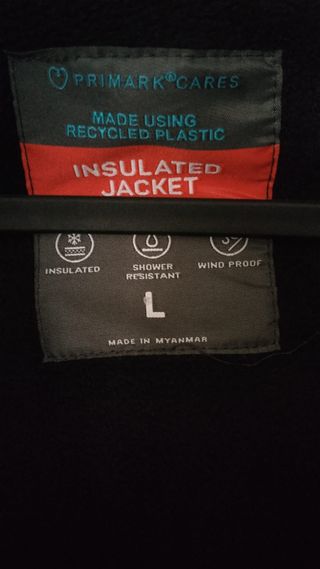 PRIMARK®CARES
MADE USING
RECYCLED PLASTIC
INSULATED
JACKET
INSULATED
SHOWER
RESISTANT
WIND PROOF
L
MADE IN MYANMAR